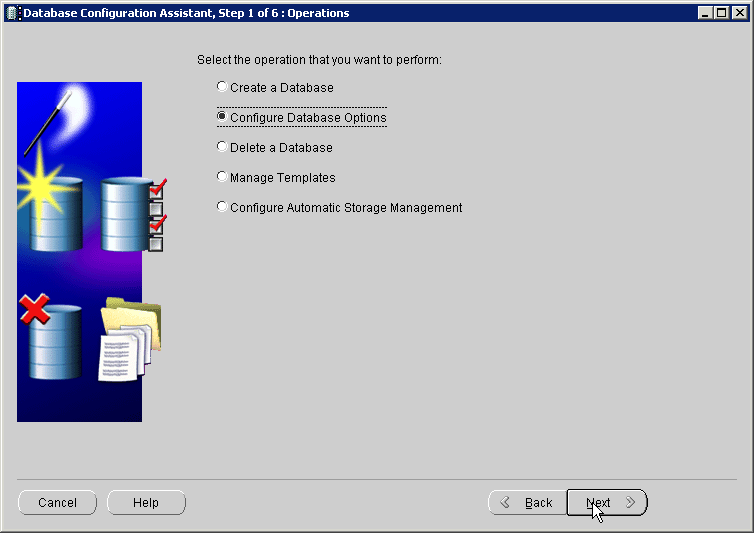 Database Configuration Assistant, Step 1 of 6 : Operations
Select the operation that you want to perform:
Create a Database
Configure Database Options
Delete a Database
Manage Templates
Configure Automatic Storage Management
Cancel
Help
Back
Next